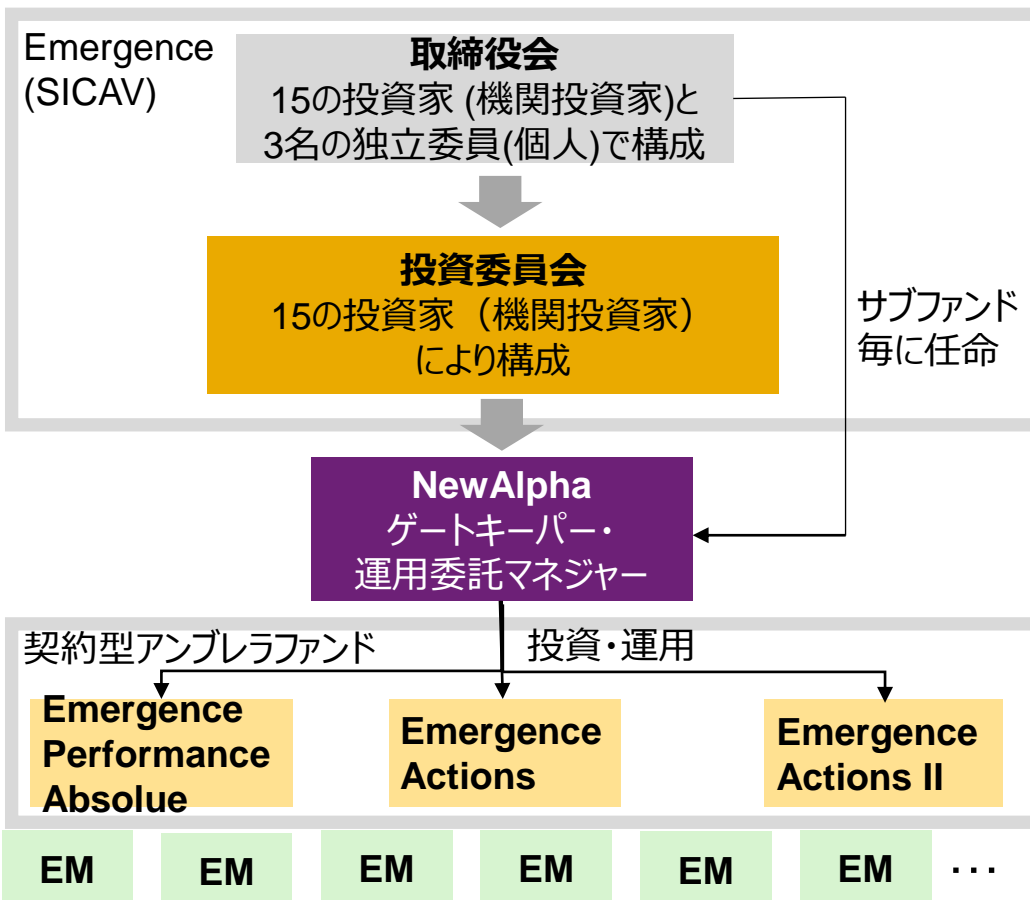 Emergence
(SICAV)
取締役会
15の投資家 (機関投資家)と
3名の独立委員(個人)で構成
投資委員会
15の投資家（機関投資家）
により構成
サブファンド
毎に任命
NewAlpha
ゲートキーパー・
運用委託マネジャー
契約型アンブレラファンド
投資・運用
Emergence
Performance
Absolue
Emergence
Actions
Emergence
Actions II
EM
EM
EM
EM
EM
EM
···